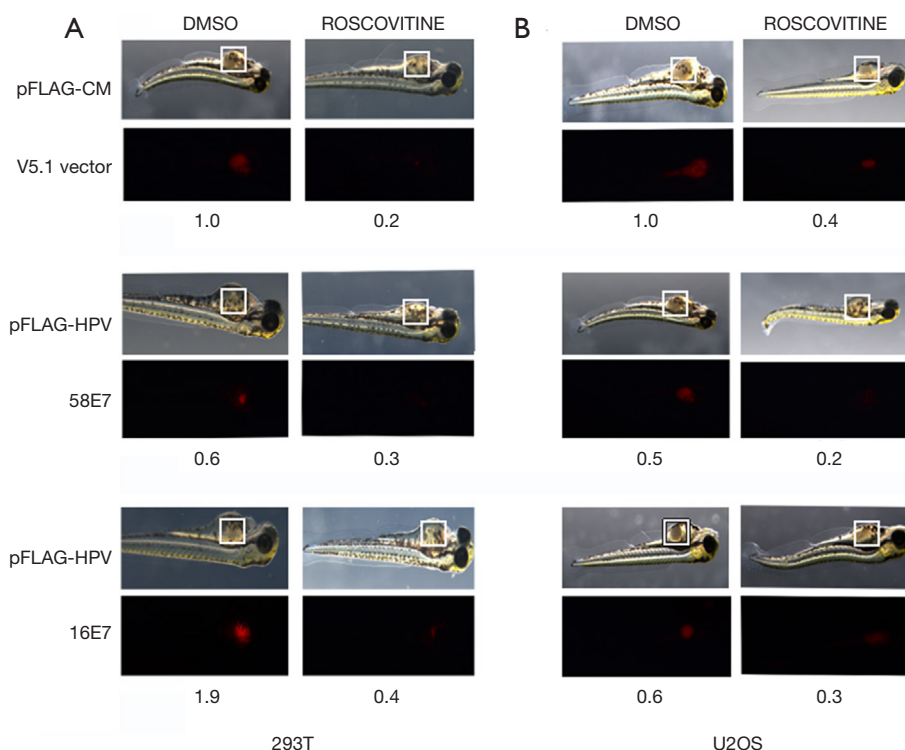 A
DMSO ROSCOVITINE
B
DMSO ROSCOVITINE
pFLAG-CM
V5.1 vector
1.0 0.2 1.0 0.4
pFLAG-HPV
58E7
0.6 0.3 0.5 0.2
pFLAG-HPV
16E7
1.9 0.4 0.6 0.3
293T U2OS